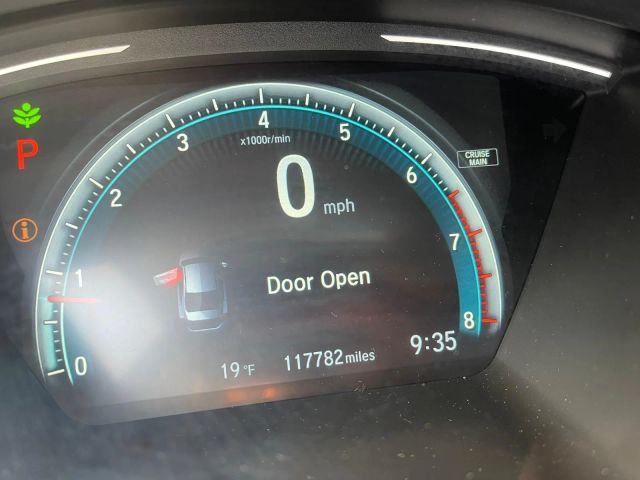 4
3
5
x1000r/min
0 mph
CRUISE
MAIN
P
2
6
i
7
1
Door Open
8
0
19 °F
117782 miles
9:35